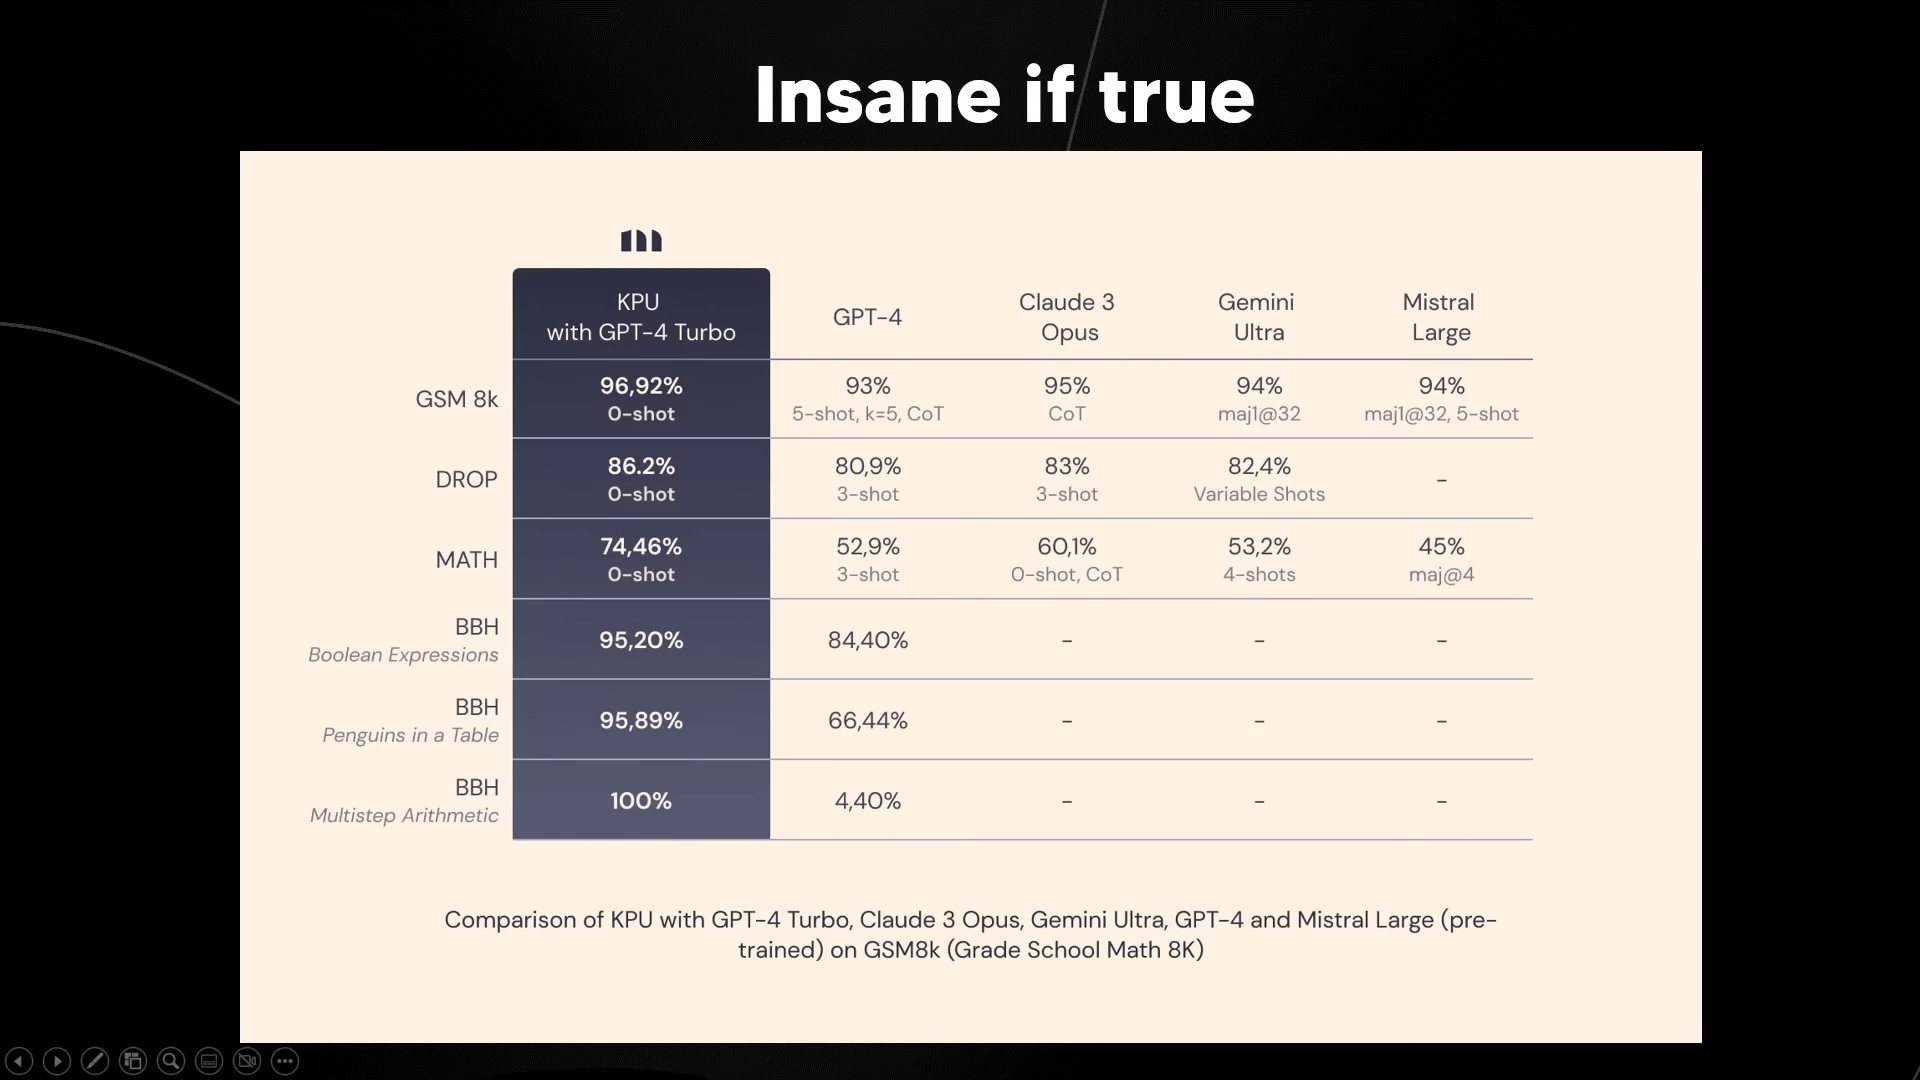 Insane if true
KPU
with GPT-4 Turbo
GPT-4
Claude 3
Opus
Gemini
Ultra
Mistral
Large
GSM 8k
96,92%
0-shot
93%
5-shot, k=5, CoT
95%
CoT
94%
maj1@32
94%
maj1@32, 5-shot
DROP
86.2%
0-shot
80,9%
3-shot
83%
3-shot
82,4%
Variable Shots
-
MATH
74,46%
0-shot
52,9%
3-shot
60,1%
0-shot, CoT
53,2%
4-shots
45%
maj@4
BBH
Boolean Expressions
95,20%
84,40%
-
-
-
BBH
Penguins in a Table
95,89%
66,44%
-
-
-
BBH
Multistep Arithmetic
100%
4,40%
-
-
-
Comparison of KPU with GPT-4 Turbo, Claude 3 Opus, Gemini Ultra, GPT-4 and Mistral Large (pre-
trained) on GSM8k (Grade School Math 8K)